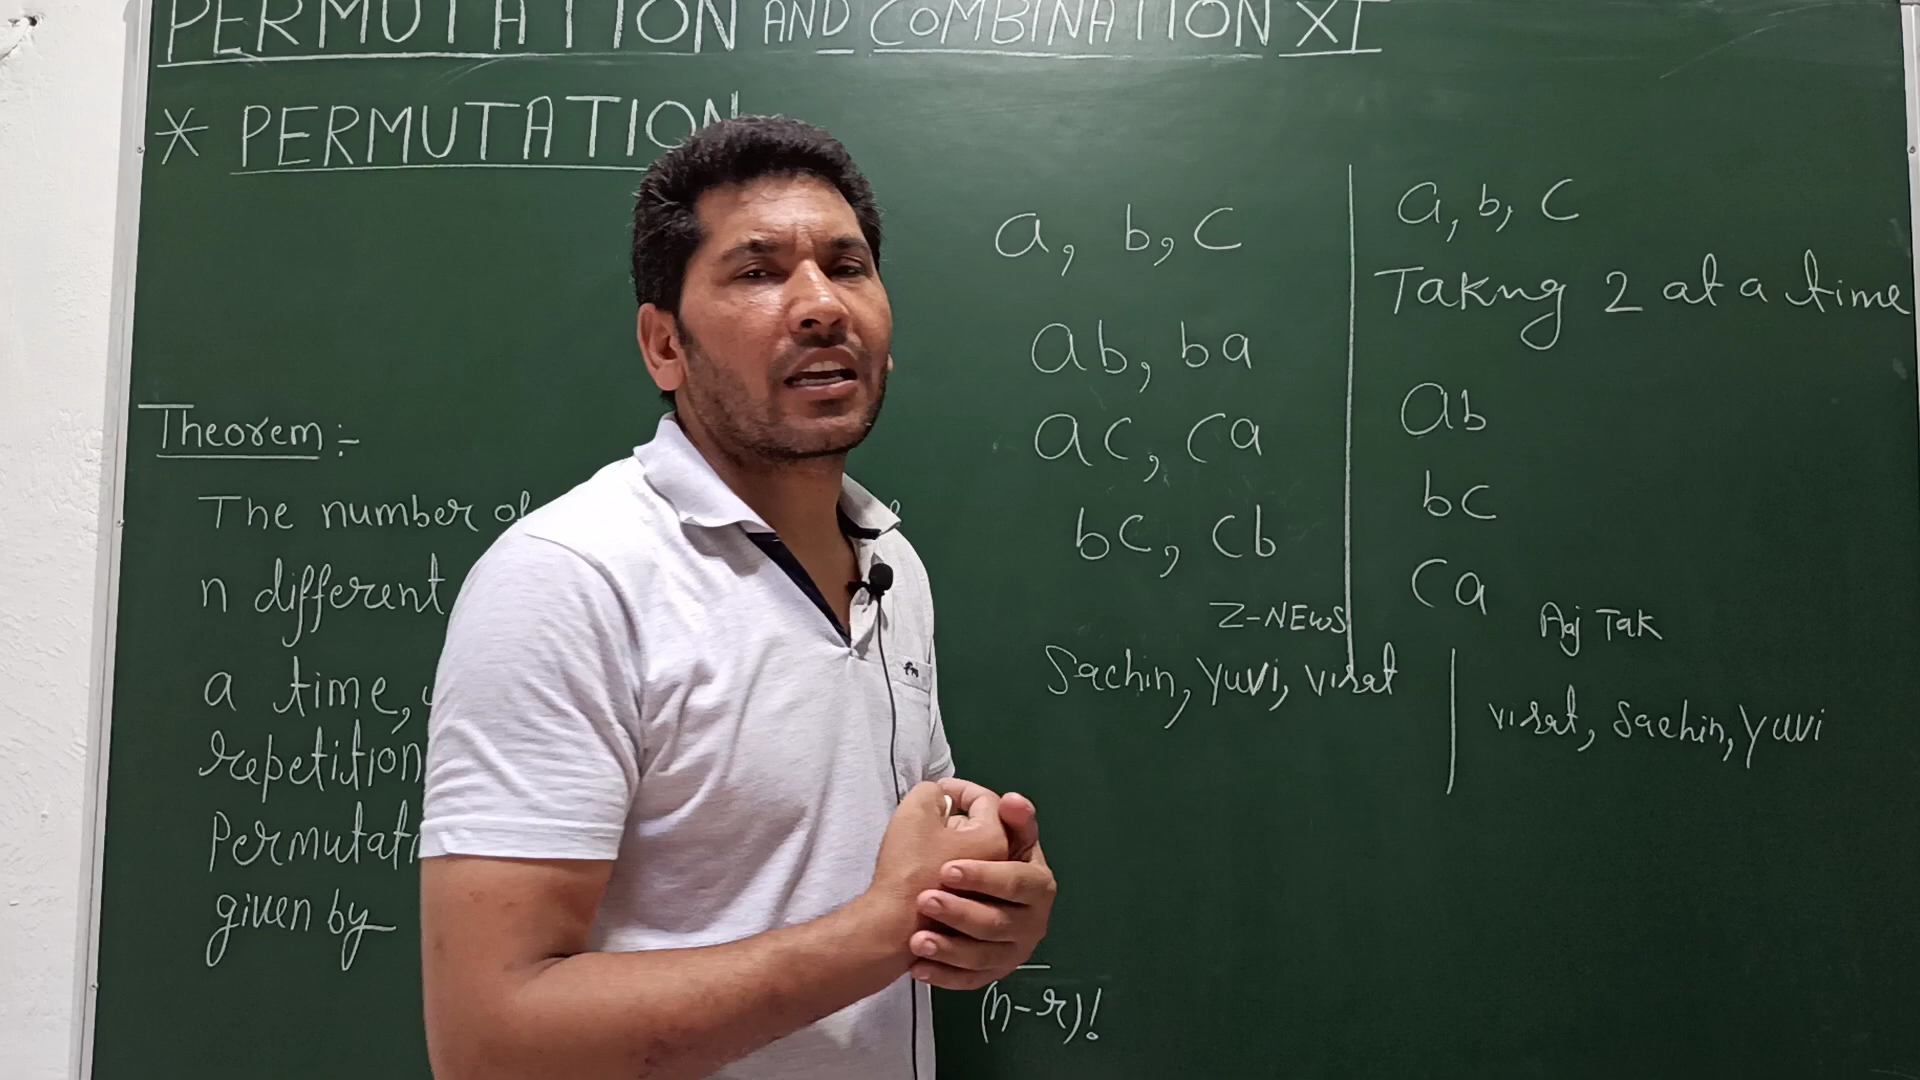 PERMUTATION AND COMBINATION XI
* PERMUTATION
Theorem :-
The number of
n different
a time,
repetition
Permutati
given by
(n-r)!
a, b, c
ab, ba
ac, ca
bc, cb
Z-NEWS
Sachin, Yuvi, Virat
a, b, c
Takng 2 at a time
ab
bc
ca
Aaj Tak
virat, Sachin, Yuvi